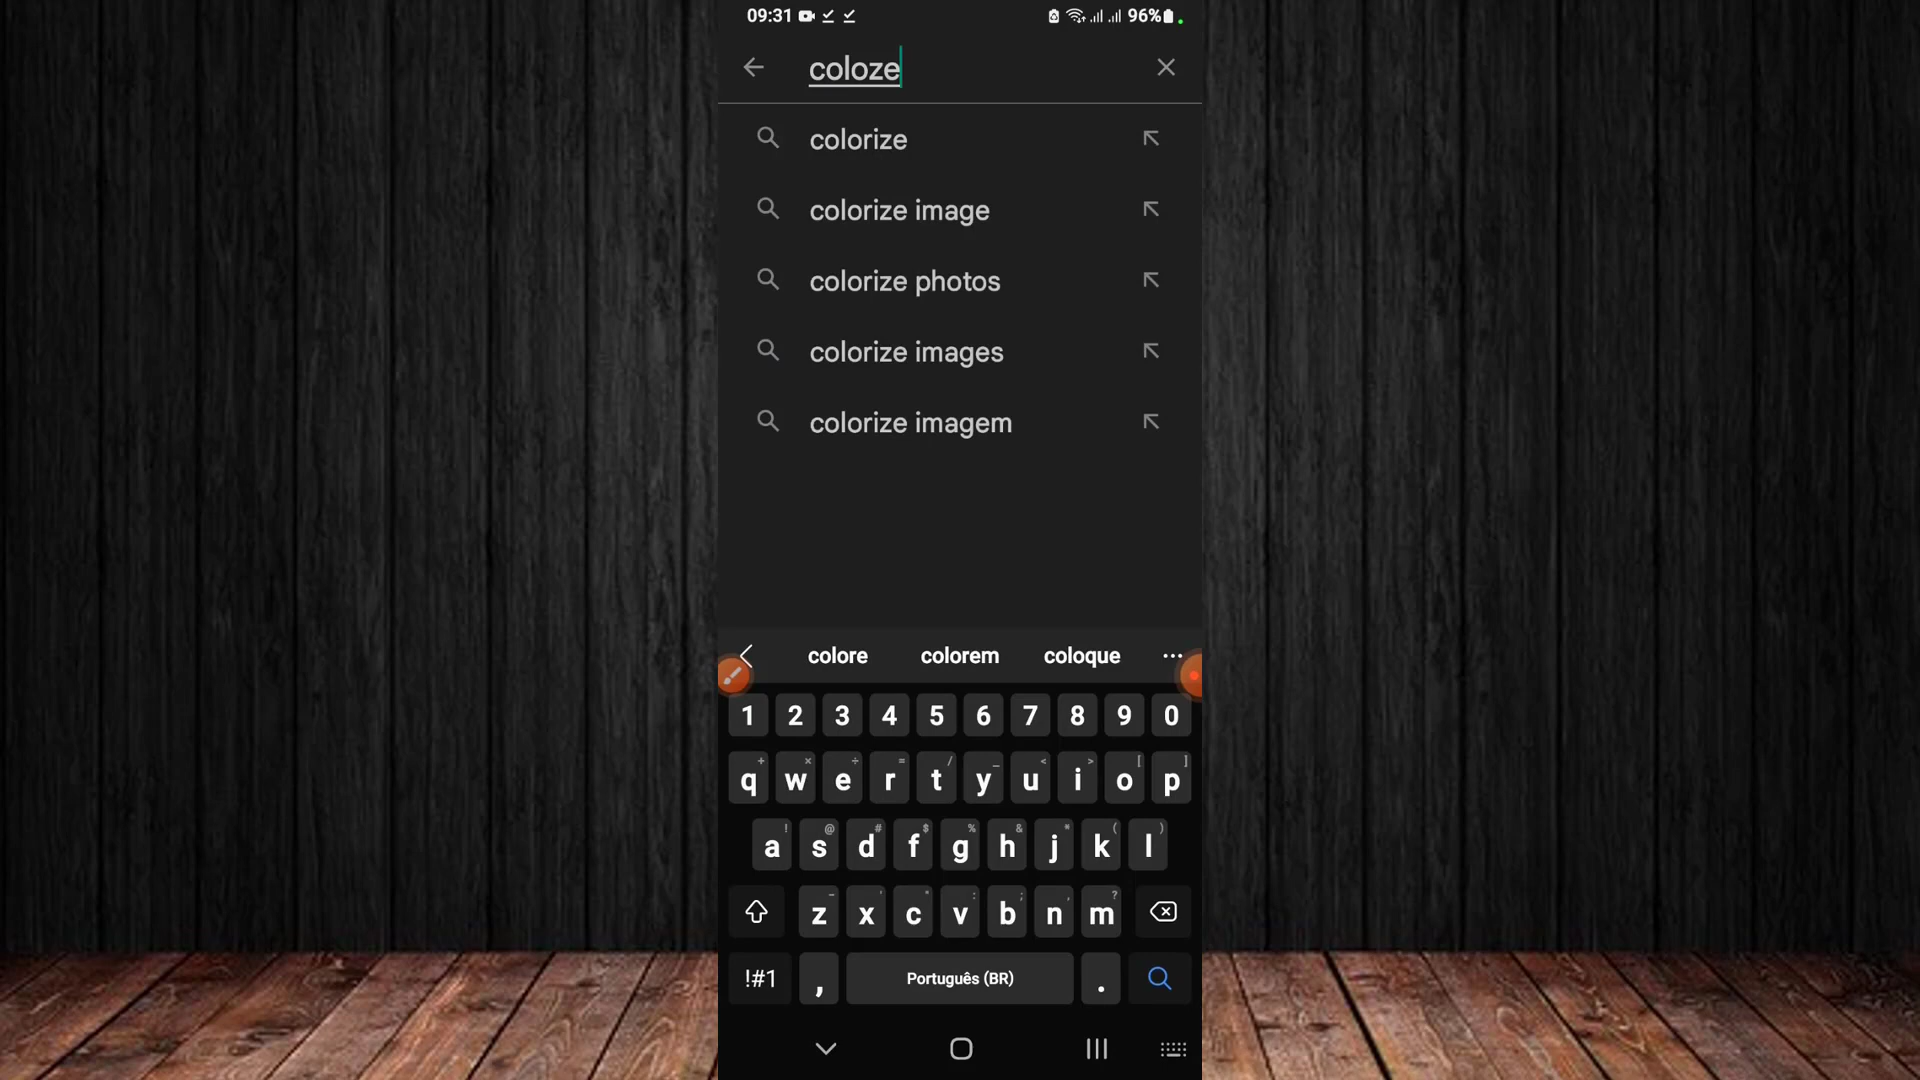 09:31 96%
coloze
colorize
colorize image
colorize photos
colorize images
colorize imagem
colore colorem coloque ...
1 2 3 4 5 6 7 8 9 0
q w e r t y u i o p
a s d f g h j k l
z x c v b n m
!#1 , Português (BR) .